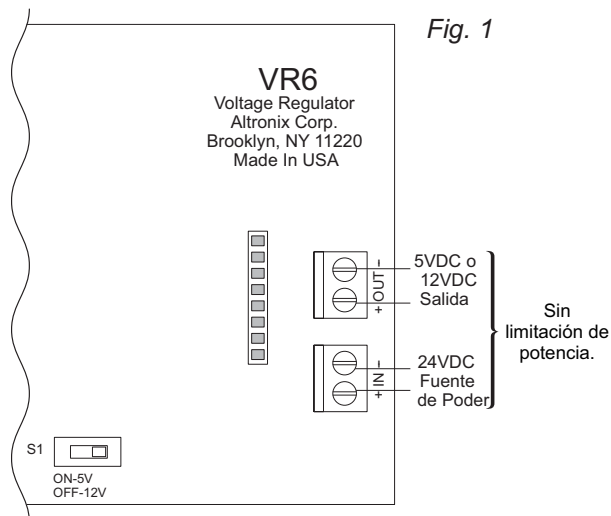 Fig. 1
VR6
Voltage Regulator
Altronix Corp.
Brooklyn, NY 11220
Made In USA
+ OUT –
5VDC o
12VDC
Salida
+ IN –
24VDC
Fuente
de Poder
Sin
limitación de
potencia.
S1
ON-5V
OFF-12V